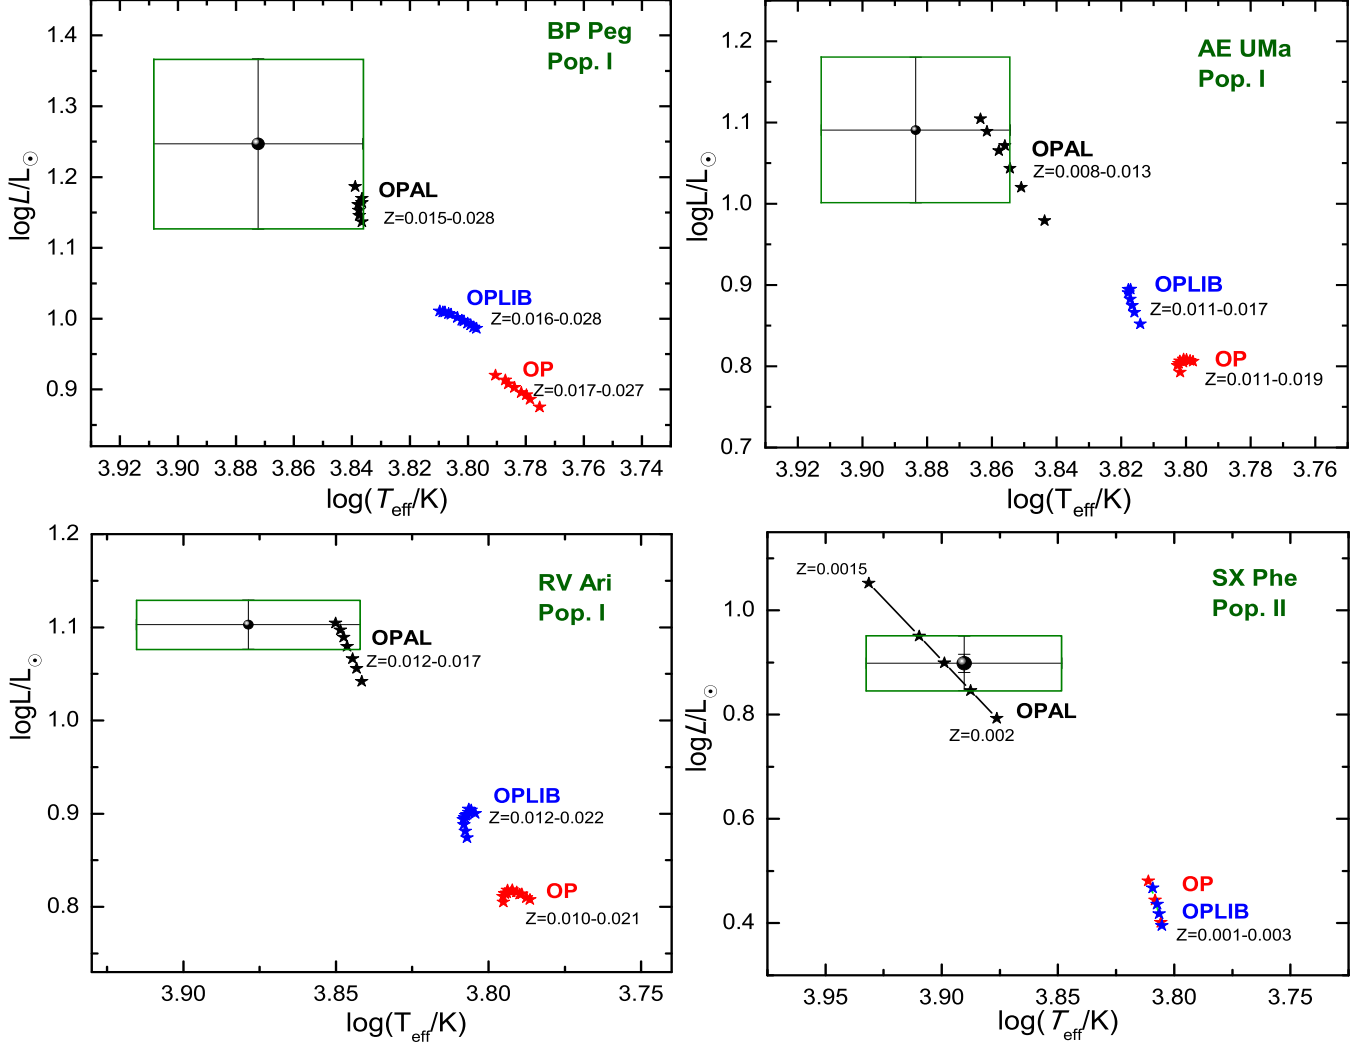 BP Peg
Pop. I
OPAL
Z=0.015-0.028
OPLIB
Z=0.016-0.028
OP
Z=0.017-0.027
1.4
1.3
1.2
1.1
1.0
0.9
logL/L☉
3.92 3.90 3.88 3.86 3.84 3.82 3.80 3.78 3.76 3.74
log(Teff/K)
AE UMa
Pop. I
OPAL
Z=0.008-0.013
OPLIB
Z=0.011-0.017
OP
Z=0.011-0.019
1.2
1.1
1.0
0.9
0.8
0.7
logL/L☉
3.92 3.90 3.88 3.86 3.84 3.82 3.80 3.78 3.76
log(Teff/K)
RV Ari
Pop. I
OPAL
Z=0.012-0.017
OPLIB
Z=0.012-0.022
OP
Z=0.010-0.021
1.2
1.1
1.0
0.9
0.8
logL/L☉
3.90 3.85 3.80 3.75
log(Teff/K)
SX Phe
Pop. II
Z=0.0015
OPAL
Z=0.002
OP
OPLIB
Z=0.001-0.003
1.0
0.8
0.6
0.4
logL/L☉
3.95 3.90 3.85 3.80 3.75
log(Teff/K)